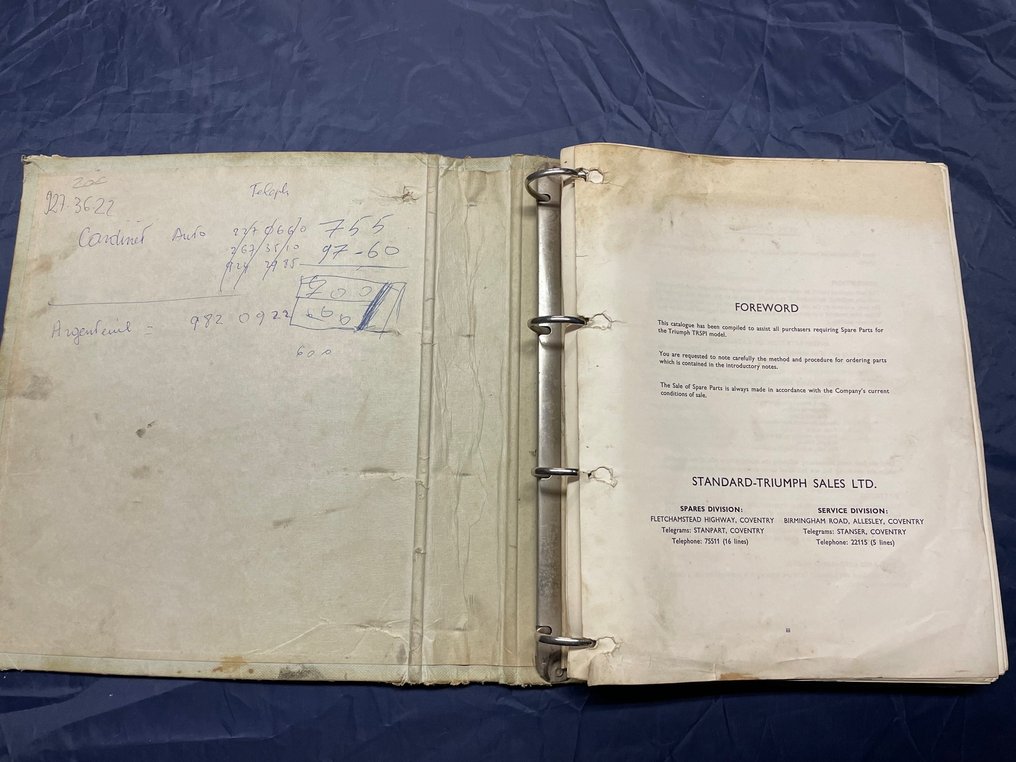 927.3622
Teleph
Cardinet Auto
755
97-60
Argenteuil = 982 0922
600
FOREWORD
This catalogue has been compiled to assist all purchasers requiring Spare Parts for
the Triumph TR5PI model.
You are requested to note carefully the method and procedure for ordering parts
which is contained in the introductory notes.
The Sale of Spare Parts is always made in accordance with the Company's current
conditions of sale.
STANDARD-TRIUMPH SALES LTD.
SPARES DIVISION:
FLETCHAMSTEAD HIGHWAY, COVENTRY
Telegrams: STANPART, COVENTRY
Telephone: 75511 (16 lines)
SERVICE DIVISION:
BIRMINGHAM ROAD, ALLESLEY, COVENTRY
Telegrams: STANSER, COVENTRY
Telephone: 22115 (5 lines)
iii